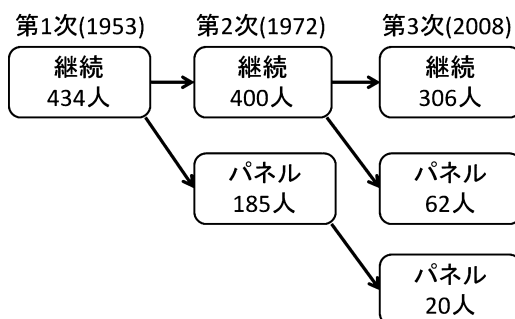 第1次(1953)
第2次(1972)
第3次(2008)
継続
434人
継続
400人
継続
306人
パネル
185人
パネル
62人
パネル
20人